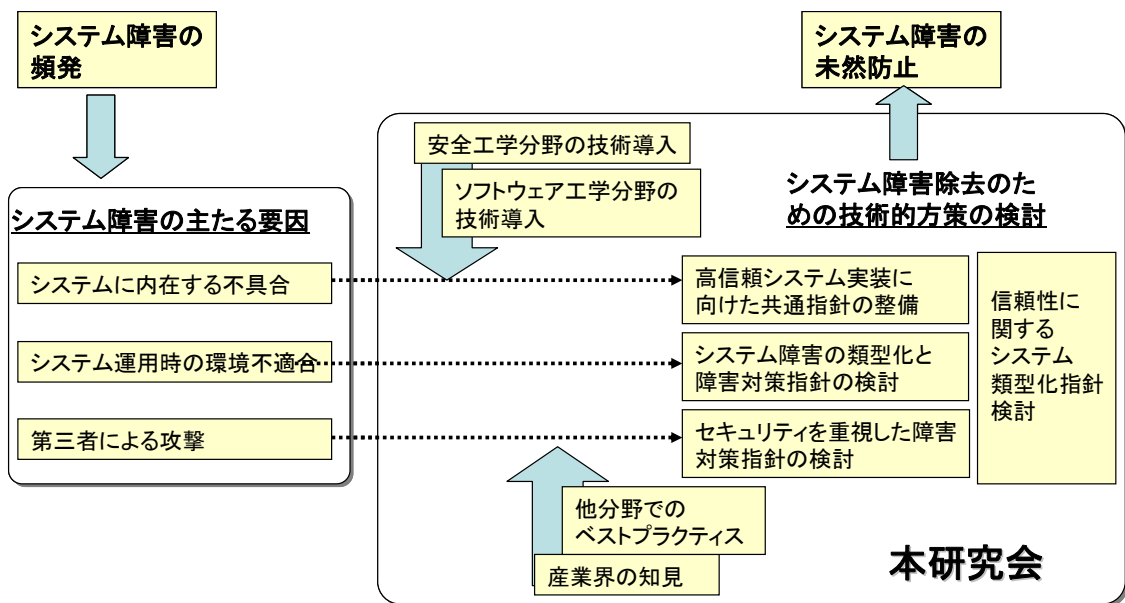 システム障害の
頻発
システム障害の
未然防止
安全工学分野の技術導入
ソフトウェア工学分野の
技術導入
システム障害の主たる要因
システムに内在する不具合
システム運用時の環境不適合
第三者による攻撃
システム障害除去のた
めの技術的方策の検討
高信頼システム実装に
向けた共通指針の整備
システム障害の類型化と
障害対策指針の検討
セキュリティを重視した障害
対策指針の検討
信頼性に
関する
システム
類型化指針
検討
他分野での
ベストプラクティス
産業界の知見
本研究会